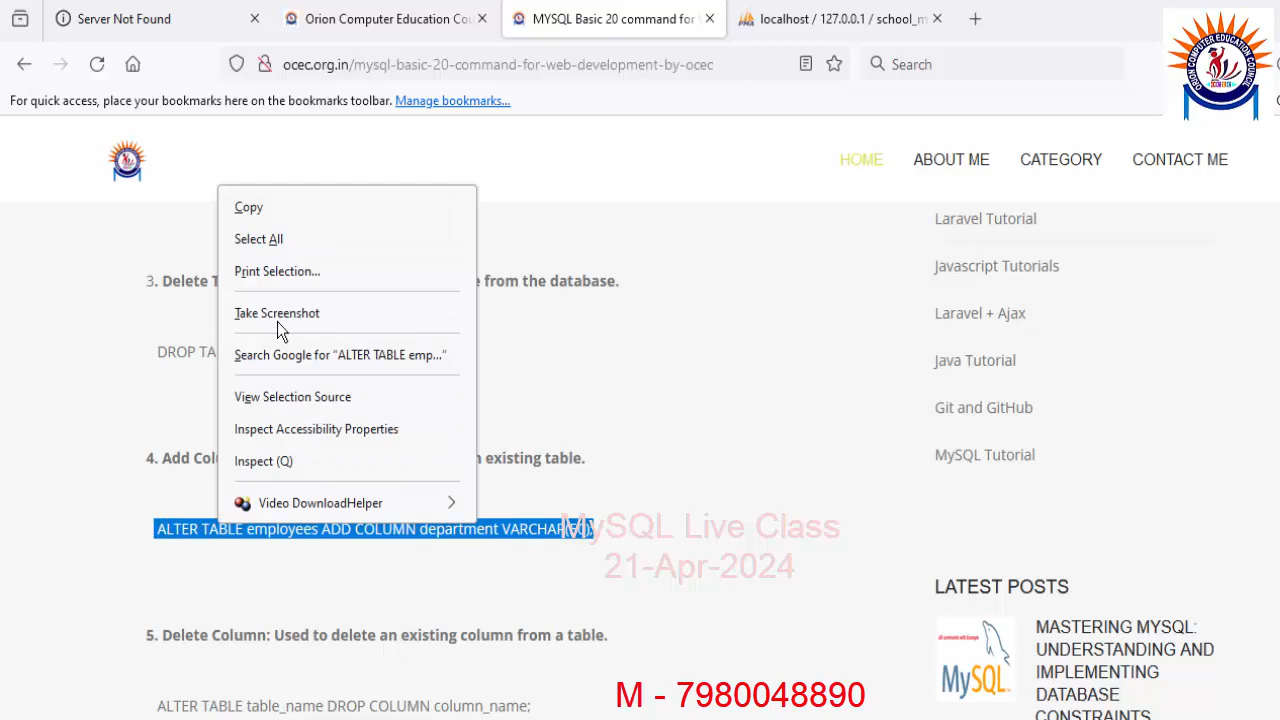 Server Not Found
Orion Computer Education Cou
MYSQL Basic 20 command for
localhost / 127.0.0.1 / school_m
ocec.org.in/mysql-basic-20-command-for-web-development-by-ocec
Search
For quick access, place your bookmarks here on the bookmarks toolbar. Manage bookmarks...
ORION COMPUTER EDUCATION COUNCIL
HOME
ABOUT ME
CATEGORY
CONTACT ME
Copy
Select All
Print Selection...
Take Screenshot
Search Google for “ALTER TABLE emp...”
View Selection Source
Inspect Accessibility Properties
Inspect (Q)
Video DownloadHelper
3. Delete T
e from the database.
DROP TA
4. Add Colu
n existing table.
ALTER TABLE employees ADD COLUMN department
MySQL Live Class
21-Apr-2024
5. Delete Column: Used to delete an existing column from a table.
ALTER TABLE table_name DROP COLUMN column_name;
Laravel Tutorial
Javascript Tutorials
Laravel + Ajax
Java Tutorial
Git and GitHub
MySQL Tutorial
LATEST POSTS
MySQL
MASTERING MYSQL:
UNDERSTANDING AND
IMPLEMENTING
DATABASE
CONSTRAINTS
M - 7980048890